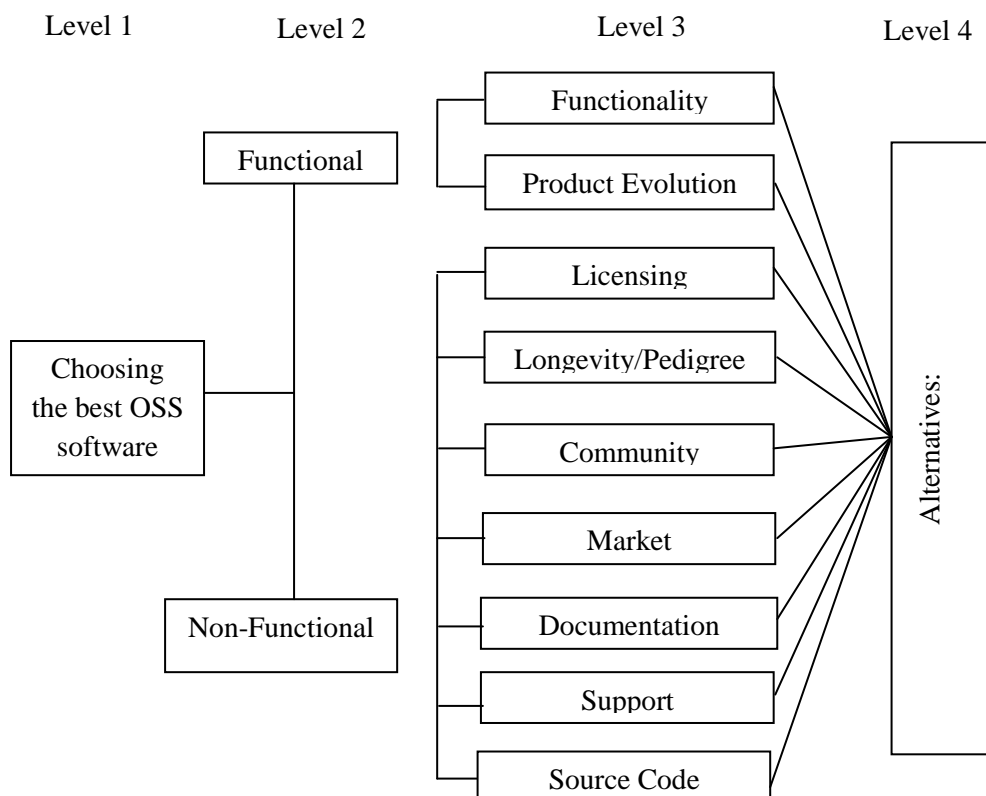 Level 1
Level 2
Level 3
Level 4
Functional
Non-Functional
Choosing
the best OSS
software
Functionality
Product Evolution
Licensing
Longevity/Pedigree
Community
Market
Documentation
Support
Source Code
Alternatives: